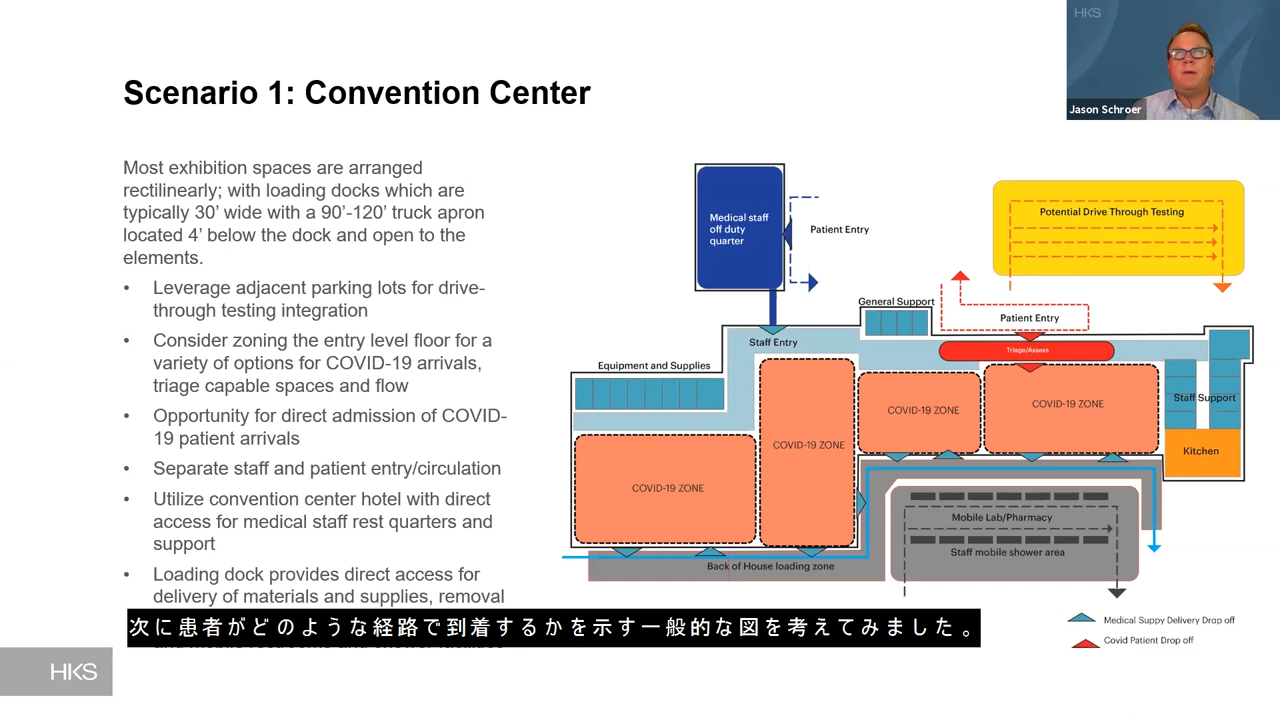 HKS
Jason Schroer
Scenario 1: Convention Center
Most exhibition spaces are arranged
rectilinearly; with loading docks which are
typically 30’ wide with a 90’-120’ truck apron
located 4’ below the dock and open to the
elements.
• Leverage adjacent parking lots for drive-
through testing integration
• Consider zoning the entry level floor for a
variety of options for COVID-19 arrivals,
triage capable spaces and flow
• Opportunity for direct admission of COVID-
19 patient arrivals
• Separate staff and patient entry/circulation
• Utilize convention center hotel with direct
access for medical staff rest quarters and
support
• Loading dock provides direct access for
delivery of materials and supplies, removal
Medical staff
off duty
quarter
Patient Entry
Potential Drive Through Testing
General Support
Patient Entry
Staff Entry
Triage/Assess
Equipment and Supplies
COVID-19 ZONE
COVID-19 ZONE
COVID-19 ZONE
COVID-19 ZONE
Staff Support
Kitchen
Mobile Lab/Pharmacy
Staff mobile shower area
Back of House loading zone
Medical Suppy Delivery Drop off
Covid Patient Drop off
次に患者がどのような経路で到着するかを示す一般的な図を考えてみました。
HKS